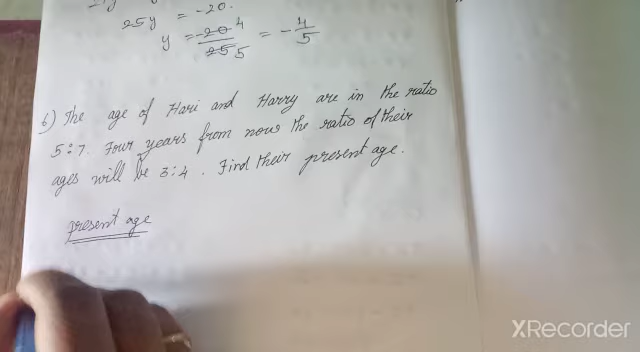 25y = -20.
y = -20 4 / 25 5 = - 4/5
6) The age of Hari and Harry are in the ratio
5:7. Four years from now the ratio of their
ages will be 3:4. Find their present age.
present age
XRecorder